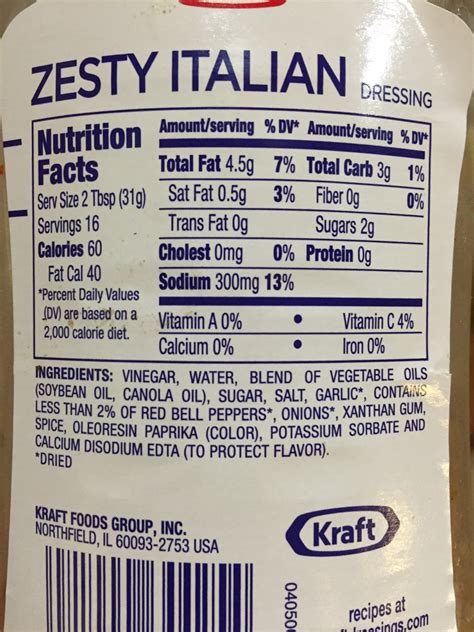 ZESTY ITALIAN DRESSING
Nutrition
Facts
Serv Size 2 Tbsp (31g)
Servings 16
Calories 60
Fat Cal 40
*Percent Daily Values
(DV) are based on a
2,000 calorie diet.
Amount/serving %DV* Amount/serving %DV*
Total Fat 4.5g 7% Total Carb 3g 1%
Sat Fat 0.5g 3% Fiber 0g 0%
Trans Fat 0g Sugars 2g
Cholest 0mg 0% Protein 0g
Sodium 300mg 13%
Vitamin A 0% • Vitamin C 4%
Calcium 0% • Iron 0%
INGREDIENTS: VINEGAR, WATER, BLEND OF VEGETABLE OILS
(SOYBEAN OIL, CANOLA OIL), SUGAR, SALT, GARLIC*, CONTAINS
LESS THAN 2% OF RED BELL PEPPERS*, ONIONS*, XANTHAN GUM,
SPICE, OLEORESIN PAPRIKA (COLOR), POTASSIUM SORBATE AND
CALCIUM DISODIUM EDTA (TO PROTECT FLAVOR).
*DRIED
KRAFT FOODS GROUP, INC.
NORTHFIELD, IL 60093-2753 USA
Kraft
recipes at